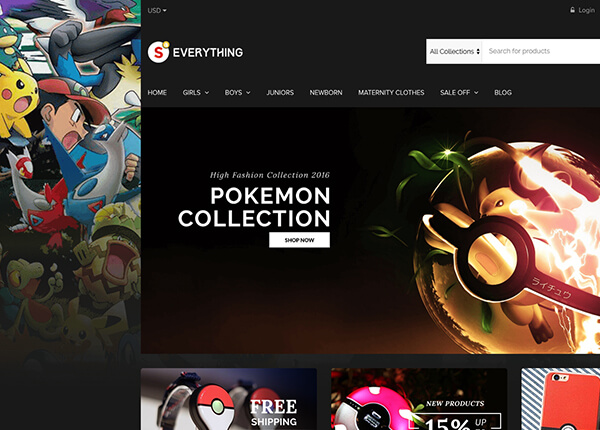 USD
Login
S EVERYTHING
All Collections
Search for products
HOME GIRLS BOYS JUNIORS NEWBORN MATERNITY CLOTHES SALE OFF BLOG
High Fashion Collection 2016
POKEMON
COLLECTION
SHOP NOW
ライチュウ
FREE
SHIPPING
NEW PRODUCTS
15% UP